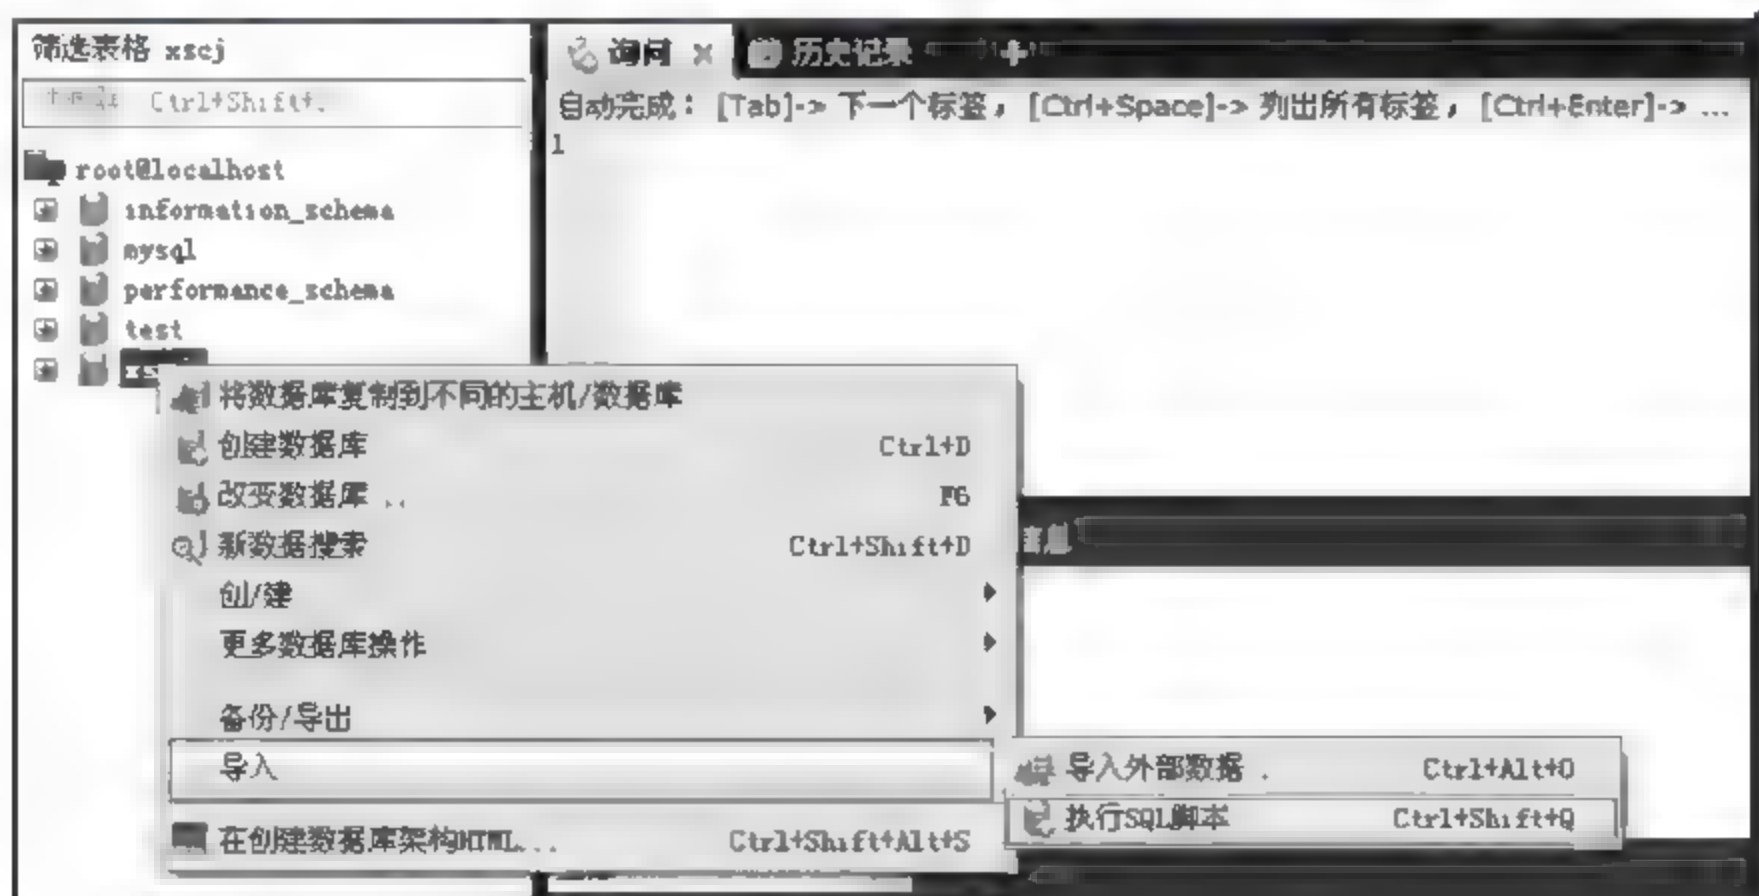 筛选表格 xscj
Ctrl+Shift+
询问 × 历史记录 +
自动完成：[Tab]-> 下一个标签，[Ctrl+Space]-> 列出所有标签，[Ctrl+Enter]-> ...
1
root@localhost
information_schema
mysql
performance_schema
test
将数据库复制到不同的主机/数据库
创建数据库 Ctrl+D
改变数据库 ..
F6
新数据搜索 Ctrl+Shift+D
创/建
更多数据库操作
备份/导出
导入
导入外部数据 . Ctrl+Alt+O
执行SQL脚本 Ctrl+Shift+Q
在创建数据库架构HTML... Ctrl+Shift+Alt+S